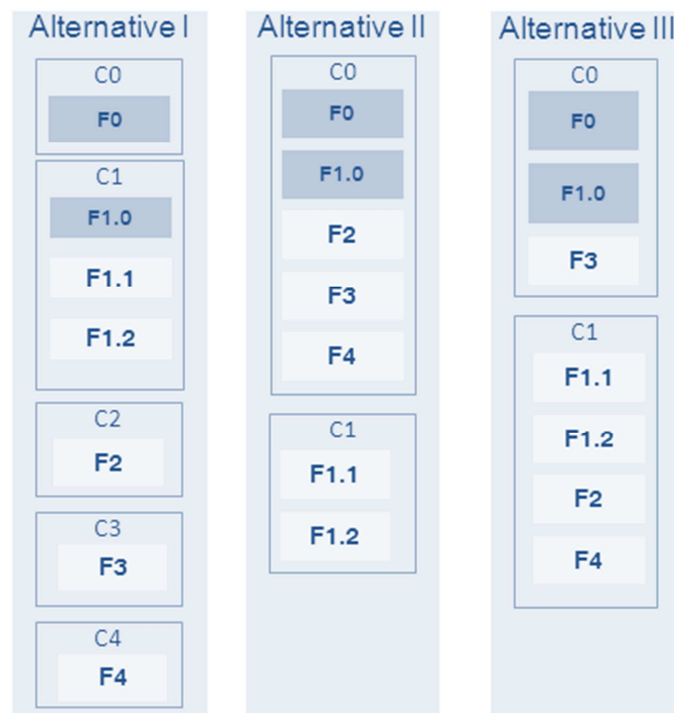 Alternative I
C0
F0
C1
F1.0
F1.1
F1.2
C2
F2
C3
F3
C4
F4
Alternative II
C0
F0
F1.0
F2
F3
F4
C1
F1.1
F1.2
Alternative III
C0
F0
F1.0
F3
C1
F1.1
F1.2
F2
F4